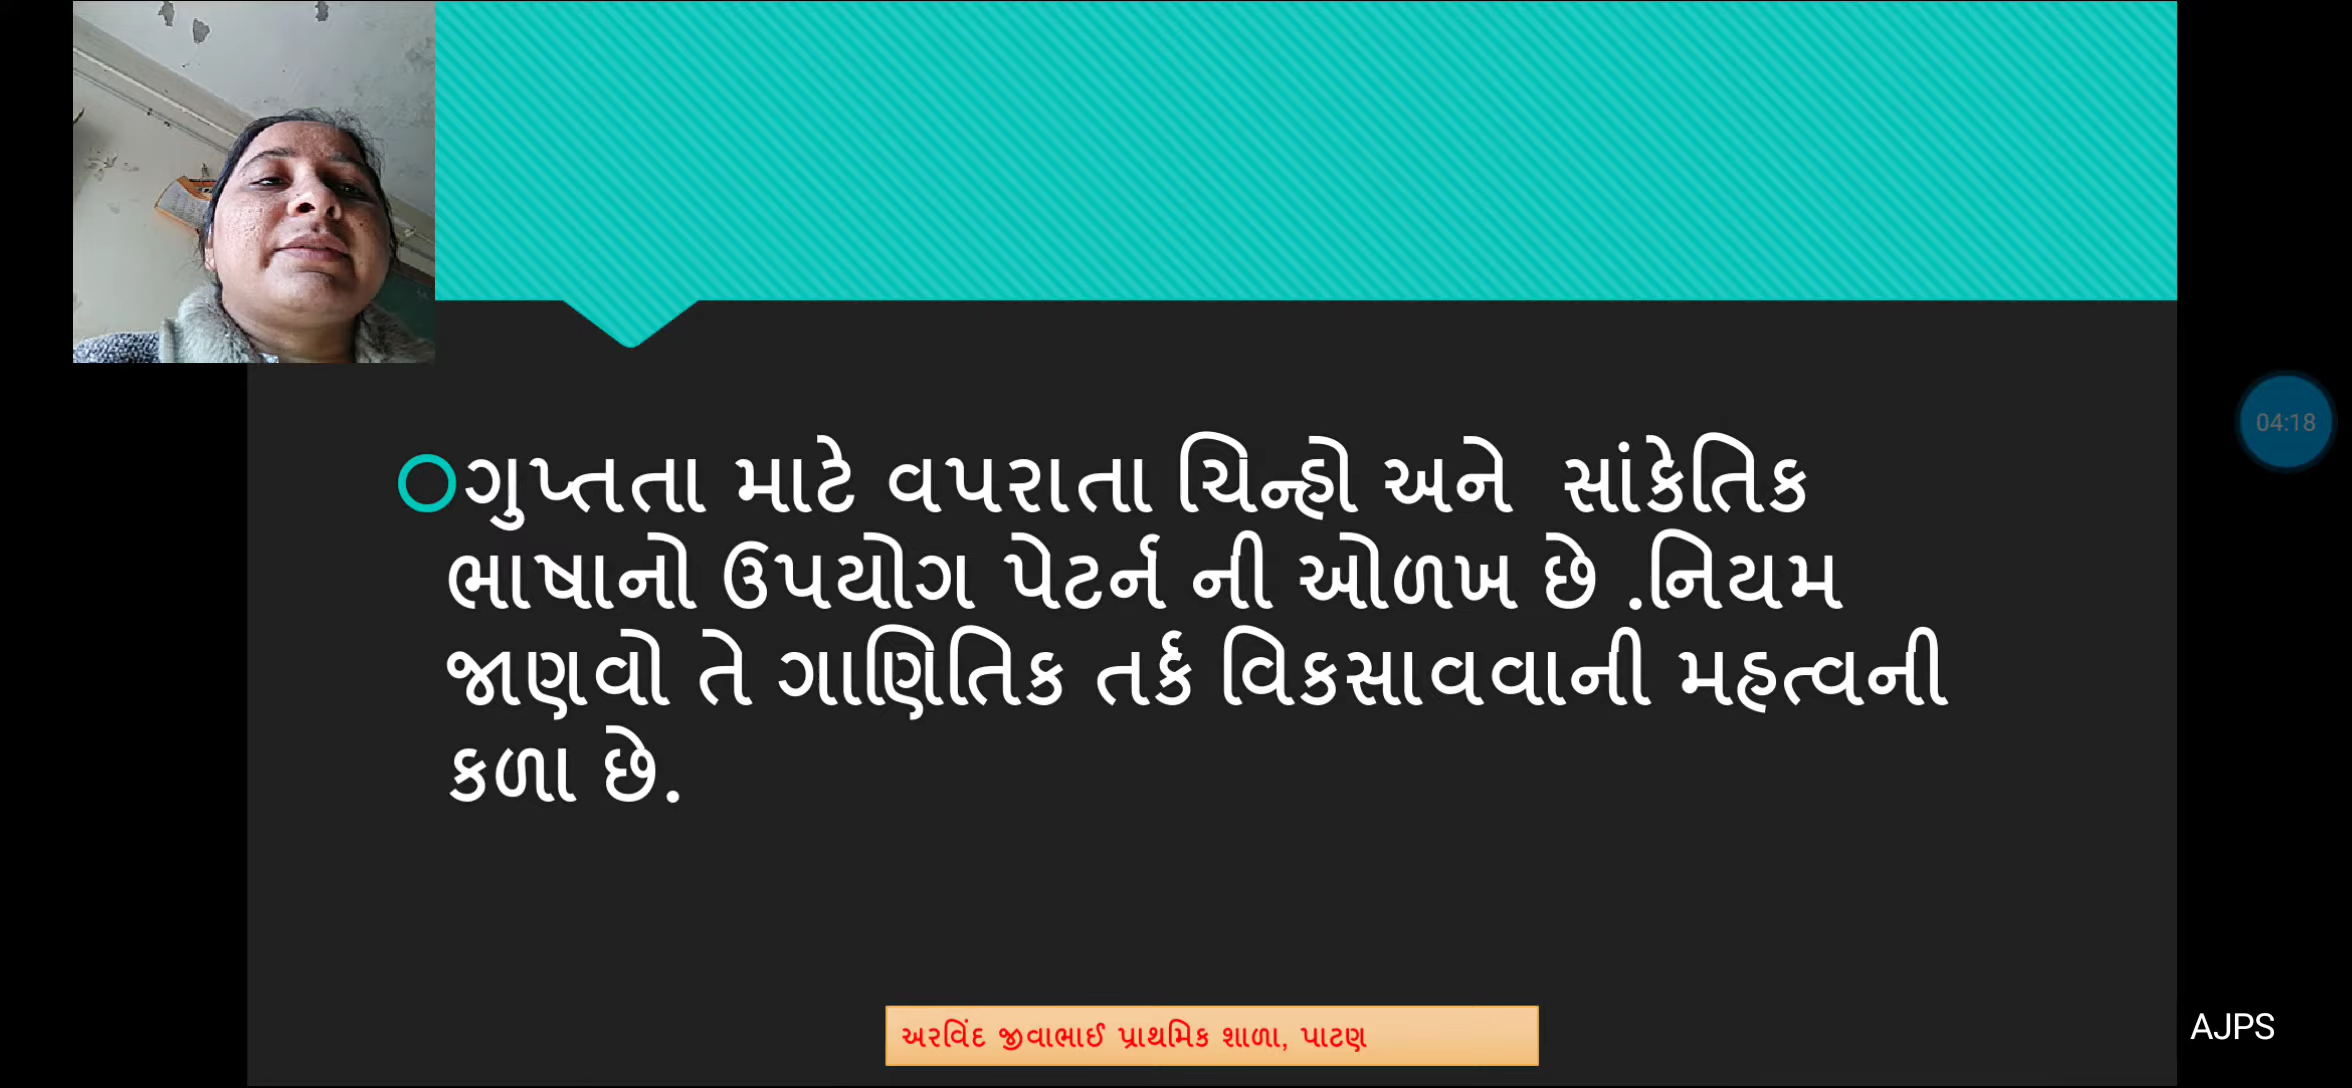 ગુપ્તતા માટે વપરાતા ચિન્હો અને સાંકેતિક
ભાષાનો ઉપયોગ પેટર્ન ની ઓળખ છે .નિયમ
જાણવો તે ગાણિતિક તર્ક વિકસાવવાની મહત્વની
કળા છે.
04:18
અરવિંદ જીવાભાઈ પ્રાથમિક શાળા, પાટણ
AJPS